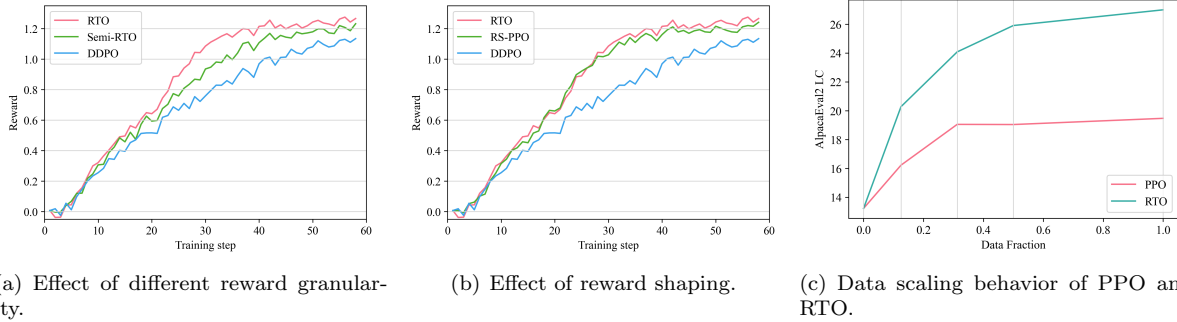 RTO
Semi-RTO
DDPO
Reward
1.2
1.0
0.8
0.6
0.4
0.2
0.0
0 10 20 30 40 50 60
Training step
(a) Effect of different reward granular-
ty.
RTO
RS-PPO
DDPO
Reward
1.2
1.0
0.8
0.6
0.4
0.2
0.0
0 10 20 30 40 50 60
Training step
(b) Effect of reward shaping.
AlpacaEval2 LC
26
24
22
20
18
16
14
PPO
RTO
0.0 0.2 0.4 0.6 0.8 1.0
Data Fraction
(c) Data scaling behavior of PPO an
RTO.